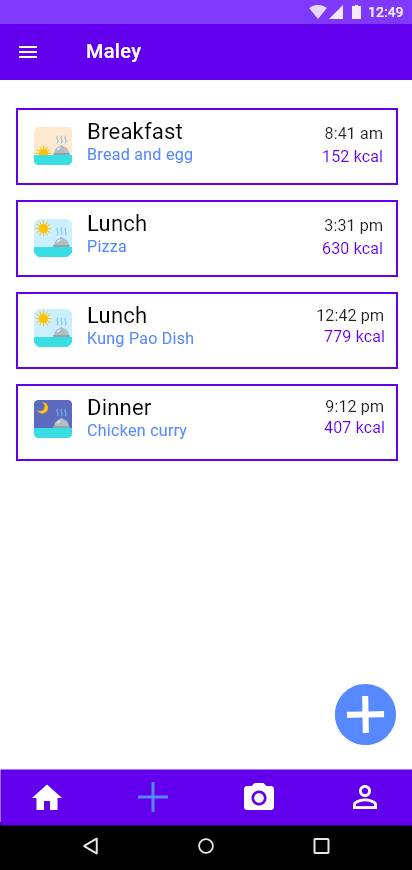 12:49
Maley
Breakfast 8:41 am
Bread and egg 152 kcal
Lunch 3:31 pm
Pizza 630 kcal
Lunch 12:42 pm
Kung Pao Dish 779 kcal
Dinner 9:12 pm
Chicken curry 407 kcal